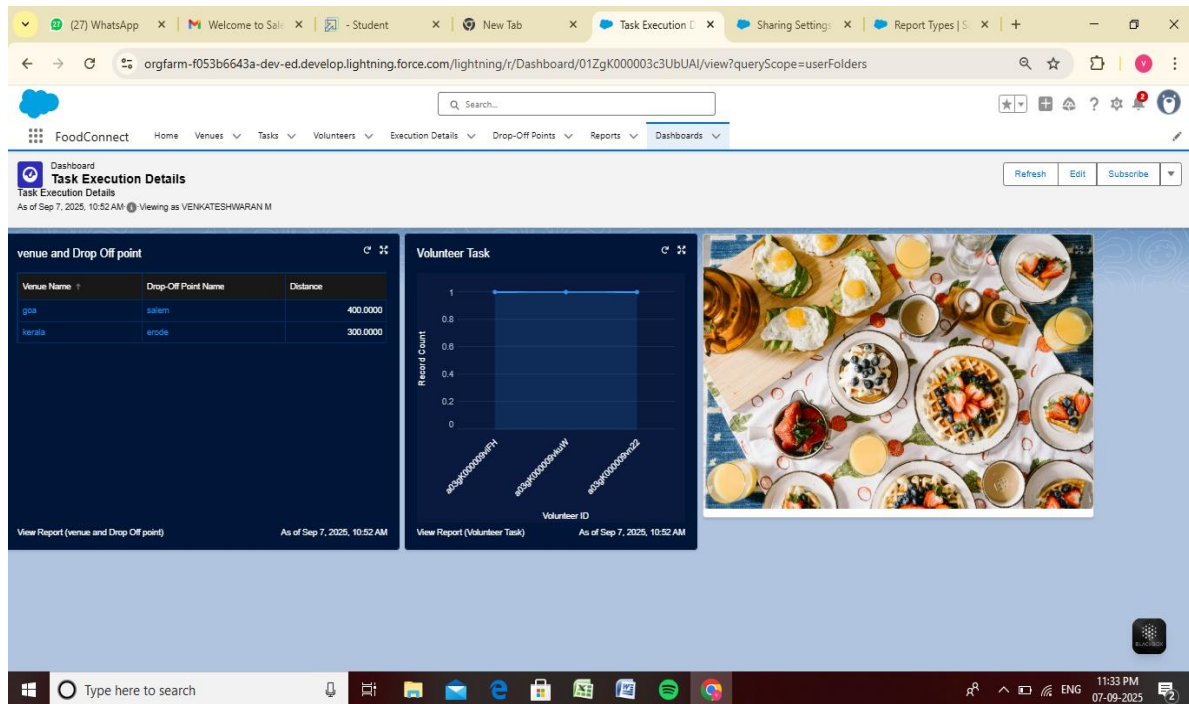 (27) WhatsApp
Welcome to Sale
- Student
New Tab
Task Execution D
Sharing Settings
Report Types | S
orgfarm-f053b6643a-dev-ed.develop.lightning.force.com/lightning/r/Dashboard/01ZgK000003c3UbUAI/view?queryScope=userFolders
Search...
FoodConnect Home Venues Tasks Volunteers Execution Details Drop-Off Points Reports Dashboards
Dashboard
Task Execution Details
Task Execution Details
As of Sep 7, 2025, 10:52 AM Viewing as VENKATESHWARAN M
Refresh Edit Subscribe
venue and Drop Off point
Venue Name ↑ Drop-Off Point Name Distance
goa salem 400.0000
kerala erode 300.0000
View Report (venue and Drop Off point) As of Sep 7, 2025, 10:52 AM
Volunteer Task
Record Count
1
0.8
0.6
0.4
0.2
0
Volunteer ID
View Report (Volunteer Task) As of Sep 7, 2025, 10:52 AM
BLACKBOX
Type here to search
ENG
11:33 PM
07-09-2025
2